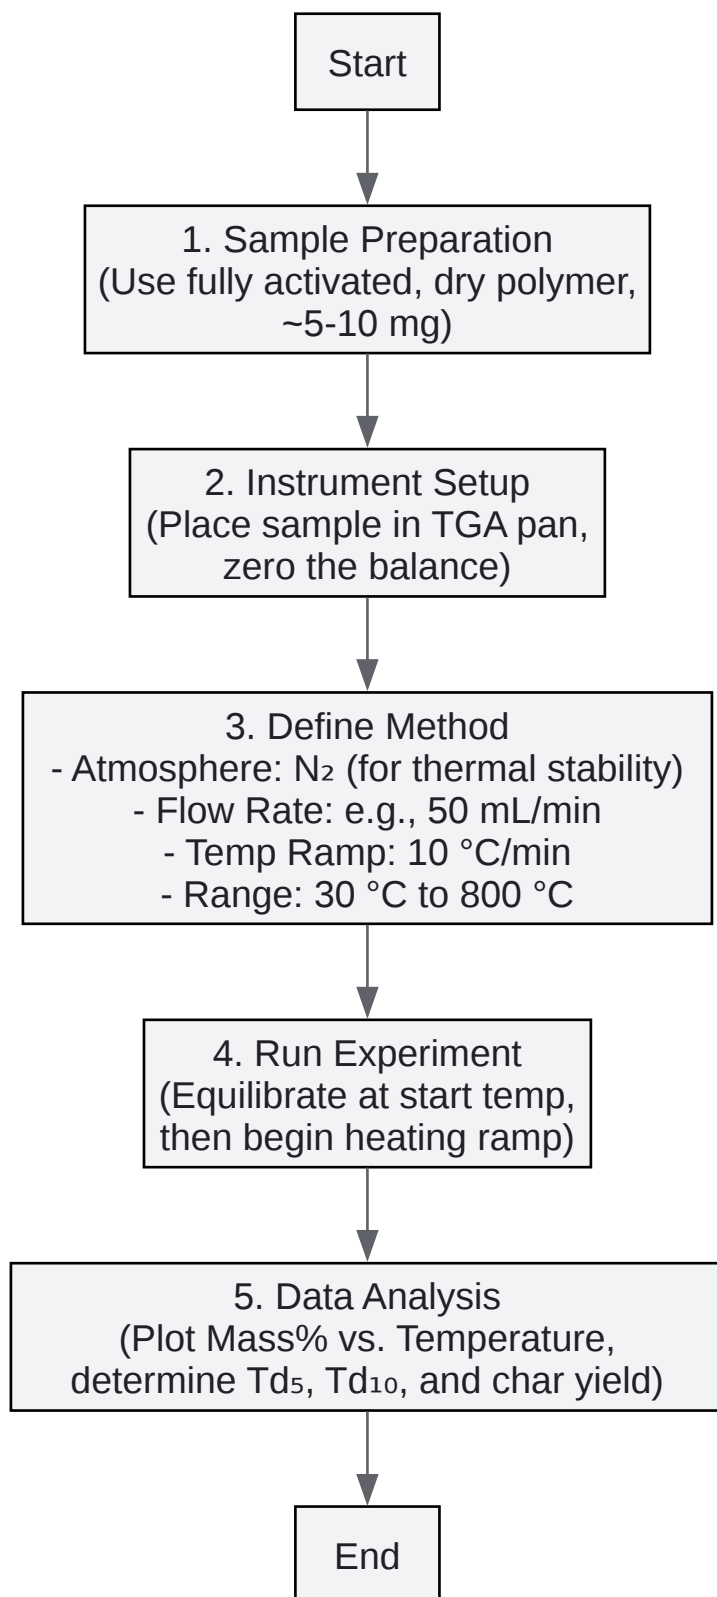 Start
1. Sample Preparation
(Use fully activated, dry polymer,
~5-10 mg)
2. Instrument Setup
(Place sample in TGA pan,
zero the balance)
3. Define Method
- Atmosphere: N₂ (for thermal stability)
- Flow Rate: e.g., 50 mL/min
- Temp Ramp: 10 °C/min
- Range: 30 °C to 800 °C
4. Run Experiment
(Equilibrate at start temp,
then begin heating ramp)
5. Data Analysis
(Plot Mass% vs. Temperature,
determine Td₅, Td₁₀, and char yield)
End